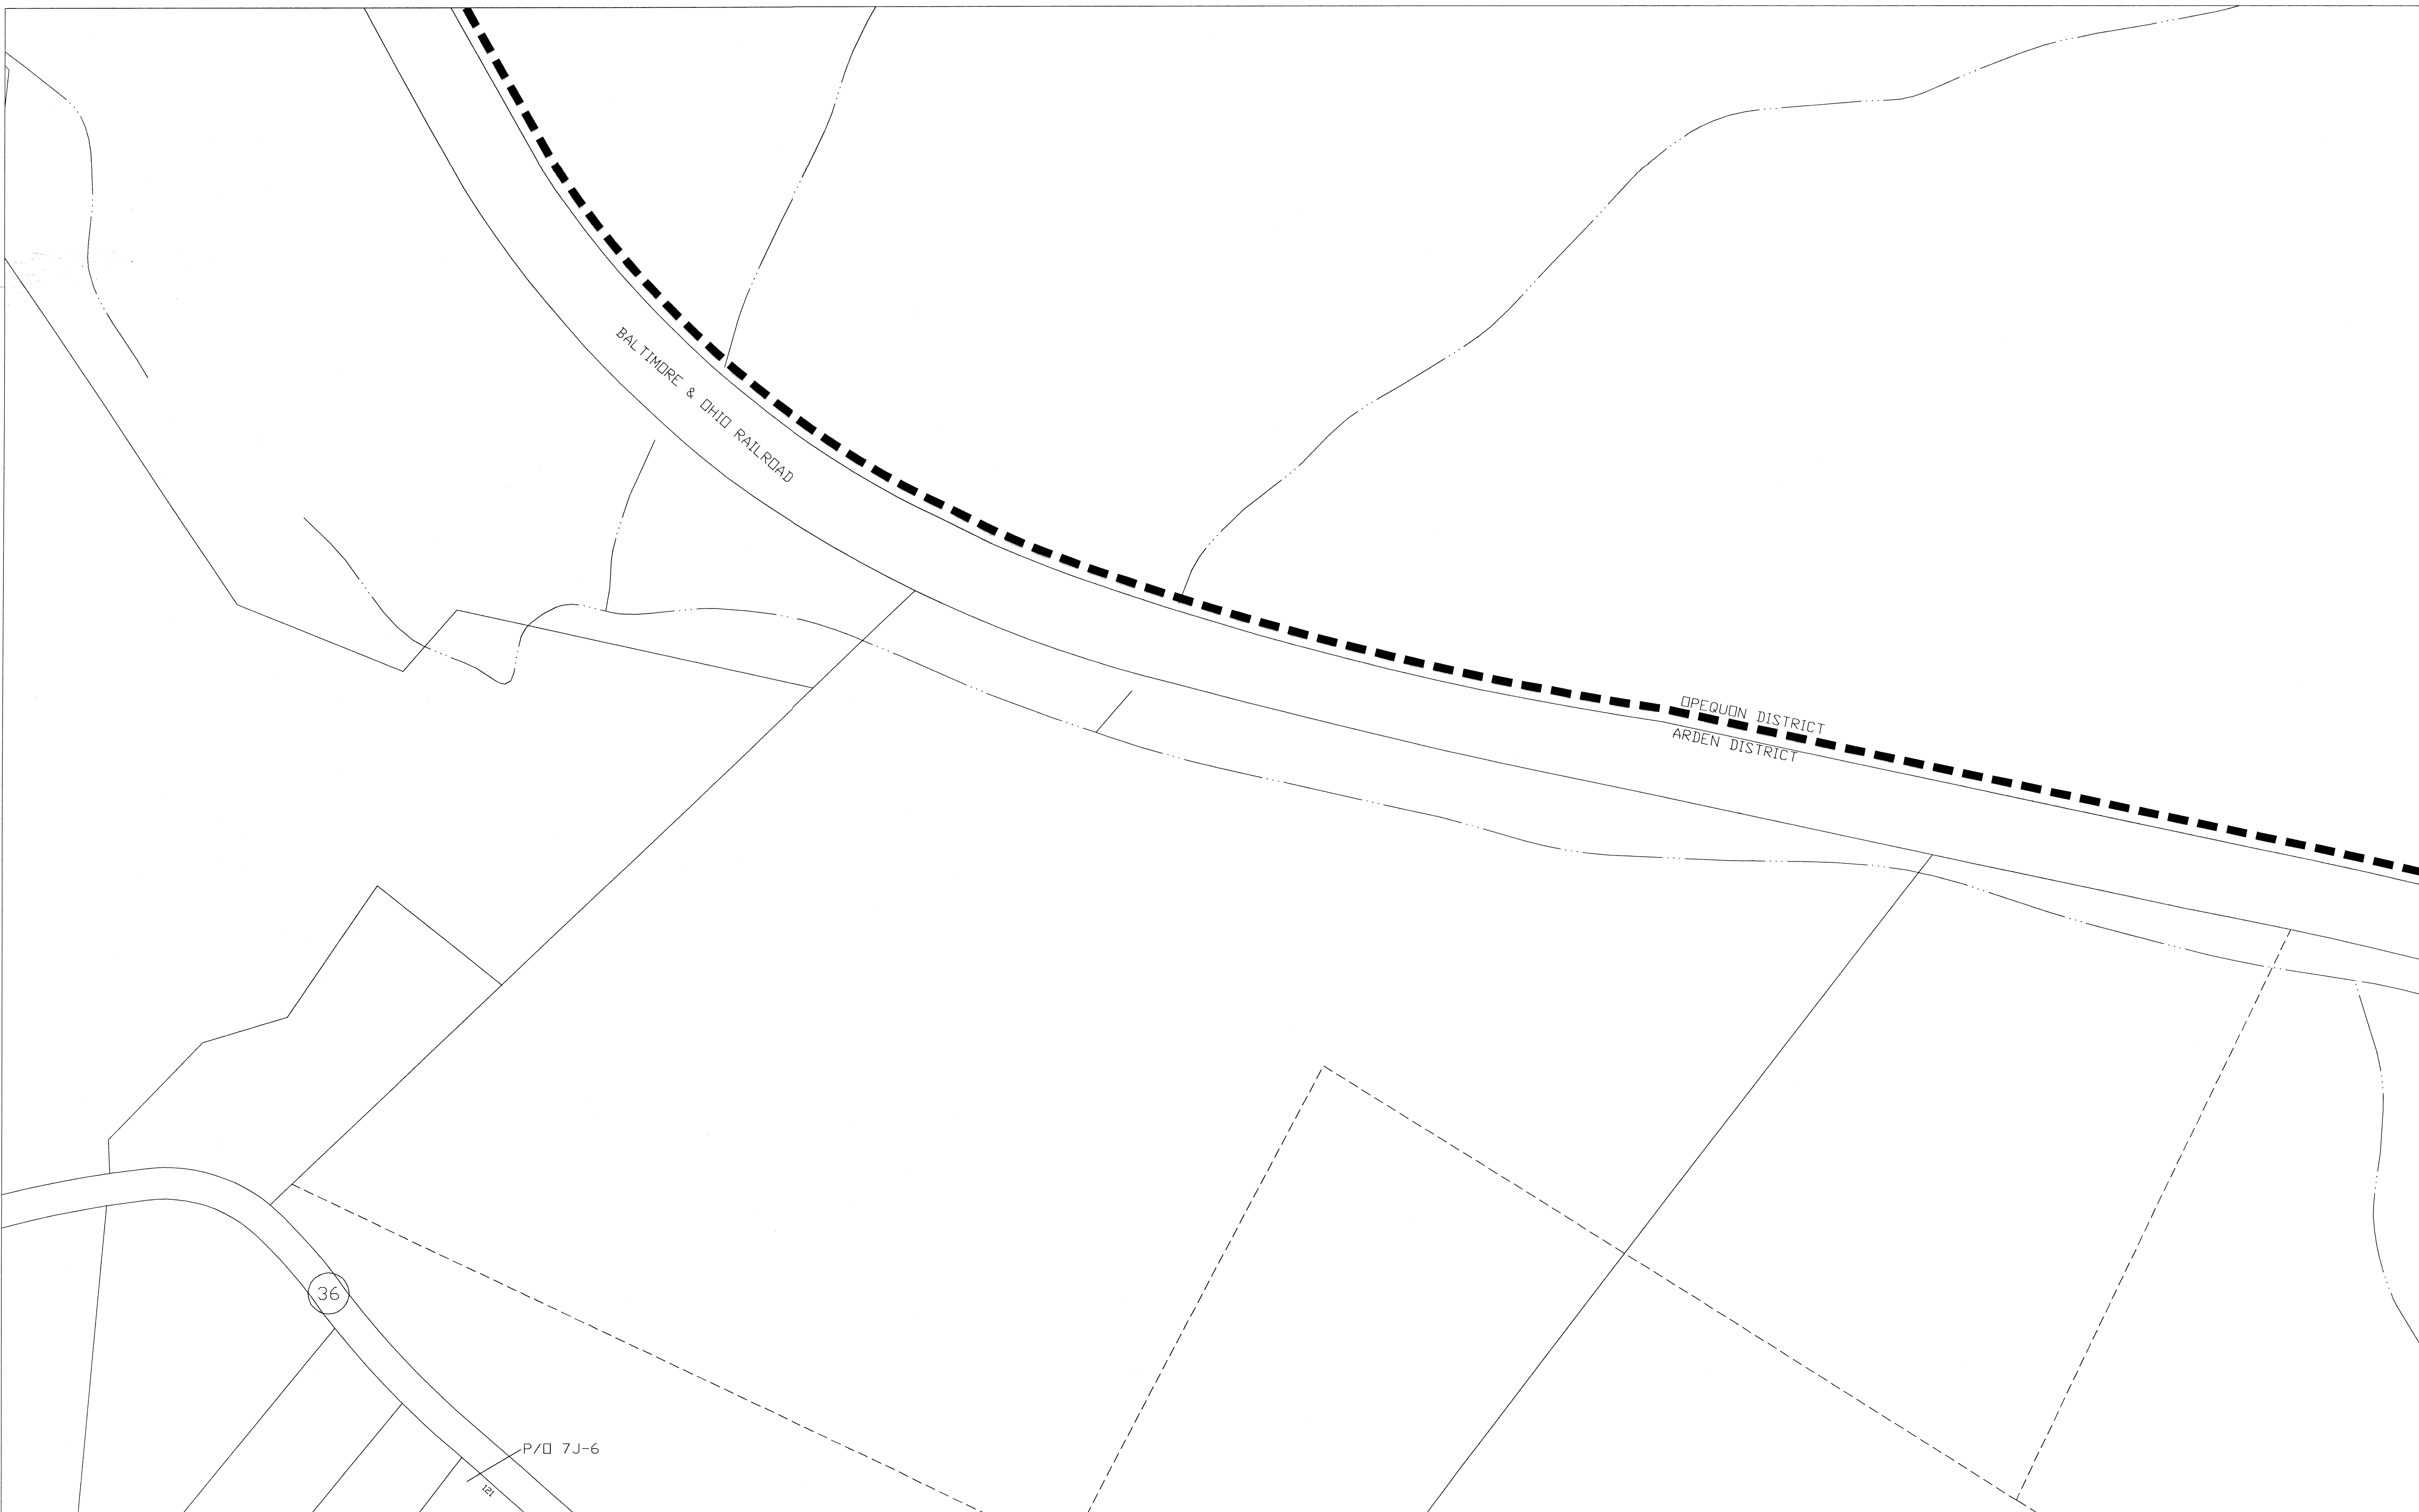 BALTIMORE & OHIO RAILROAD
OPEQUON DISTRICT
ARDEN DISTRICT
36
P/O 7J-6
121